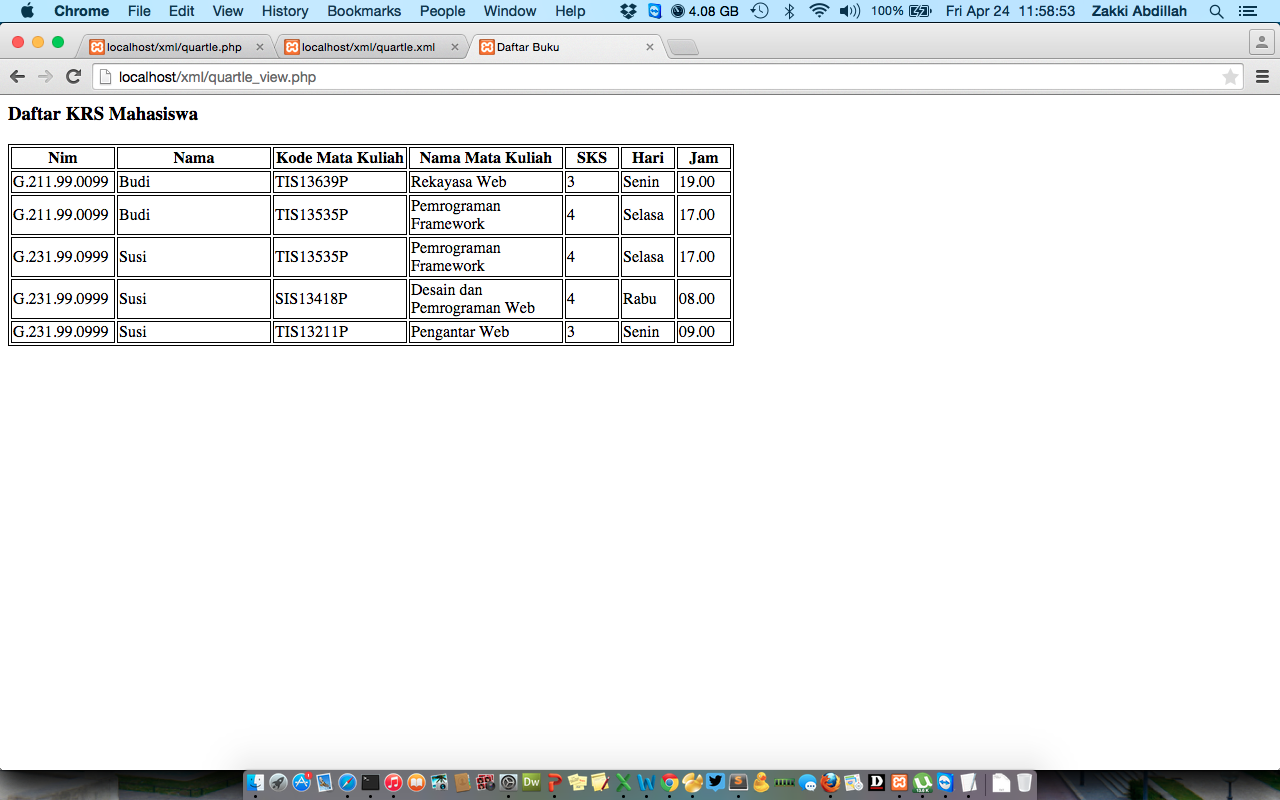 Chrome File Edit View History Bookmarks People Window Help 4.08 GB 100% Fri Apr 24 11:58:53 Zakki Abdillah
localhost/xml/quartle.php localhost/xml/quartle.xml Daftar Buku
localhost/xml/quartle_view.php
Daftar KRS Mahasiswa
Nim Nama Kode Mata Kuliah Nama Mata Kuliah SKS Hari Jam
G.211.99.0099 Budi TIS13639P Rekayasa Web 3 Senin 19.00
G.211.99.0099 Budi TIS13535P Pemrograman
Framework 4 Selasa 17.00
G.231.99.0999 Susi TIS13535P Pemrograman
Framework 4 Selasa 17.00
G.231.99.0999 Susi SIS13418P Desain dan
Pemrograman Web 4 Rabu 08.00
G.231.99.0999 Susi TIS13211P Pengantar Web 3 Senin 09.00
Dw